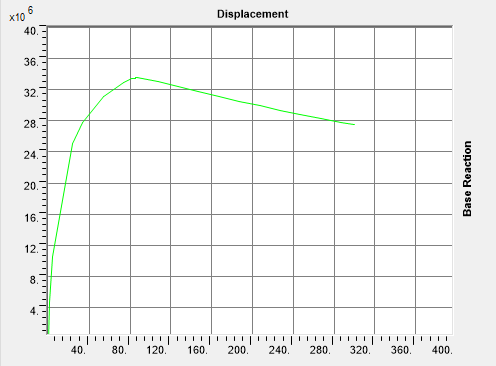 Displacement
x10 6
40.
36.
32.
28.
24.
20.
16.
12.
8.
4.
40. 80. 120. 160. 200. 240. 280. 320. 360. 400.
Base Reaction